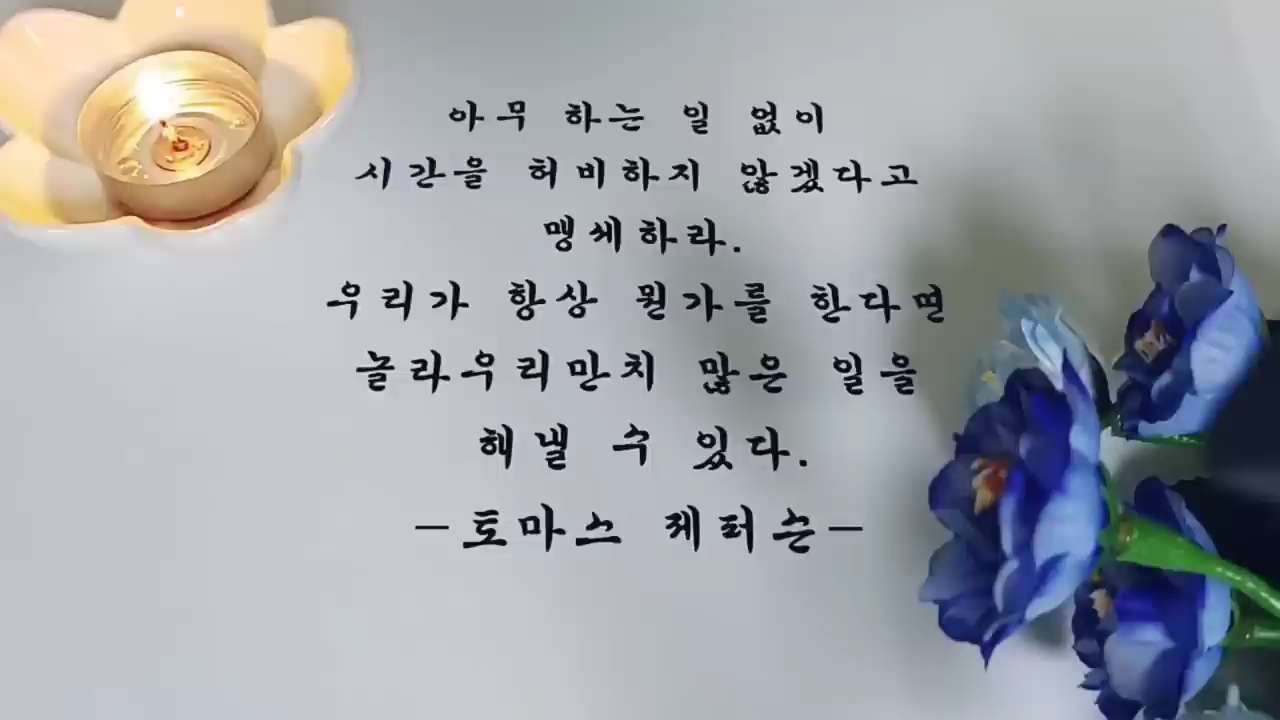 아무 하는 일 없이
시간을 허비하지 않겠다고
맹세하라.
우리가 항상 뭔가를 한다면
놀라우리만치 많은 일을
해낼 수 있다.
-토마스 제퍼슨-